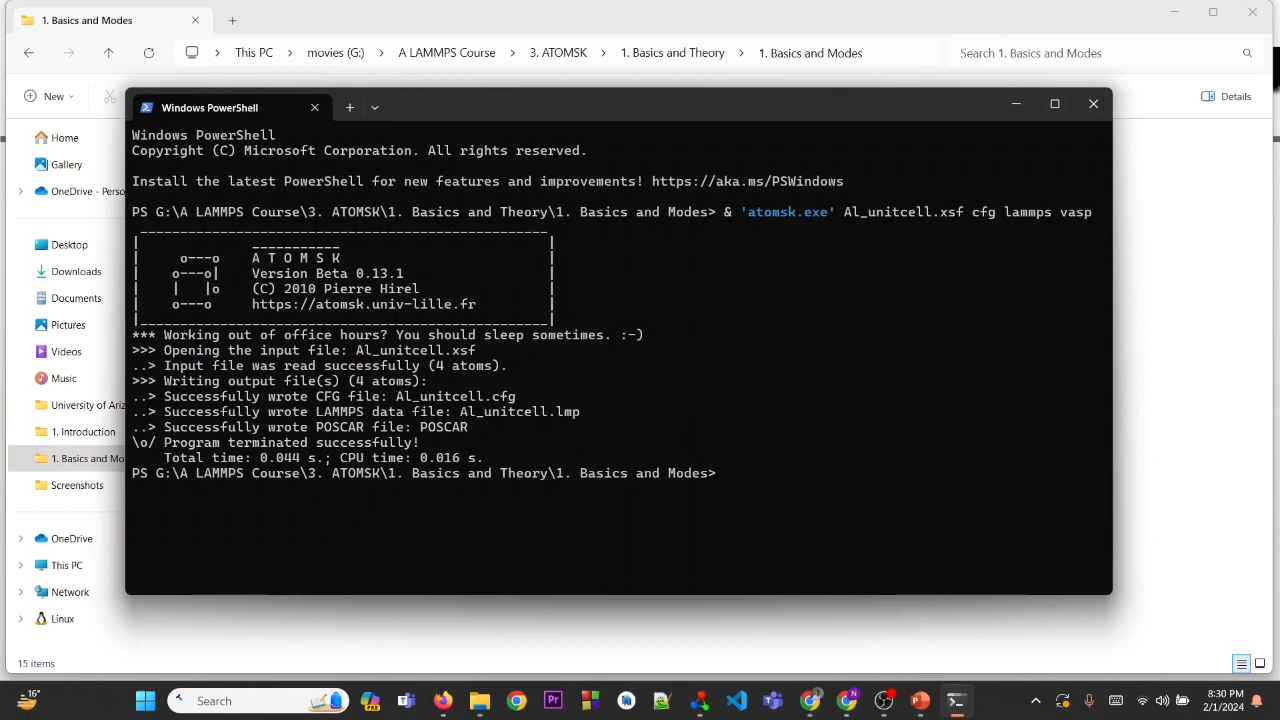 1. Basics and Modes
This PC > movies (G:) > A LAMMPS Course > 3. ATOMSK > 1. Basics and Theory > 1. Basics and Modes
Search 1. Basics and Modes
New
Details
Home
Gallery
OneDrive - Perso
Desktop
Downloads
Documents
Pictures
Videos
Music
University of Ariz
1. Introduction
1. Basics and Mo
Screenshots
OneDrive
This PC
Network
Linux
15 items
Windows PowerShell
Windows PowerShell
Copyright (C) Microsoft Corporation. All rights reserved.
Install the latest PowerShell for new features and improvements! https://aka.ms/PSWindows
PS G:\A LAMMPS Course\3. ATOMSK\1. Basics and Theory\1. Basics and Modes> & 'atomsk.exe' Al_unitcell.xsf cfg lammps vasp
o---o A T O M S K
o---o| Version Beta 0.13.1
| |o (C) 2010 Pierre Hirel
o---o https://atomsk.univ-lille.fr
*** Working out of office hours? You should sleep sometimes. :-)
>>> Opening the input file: Al_unitcell.xsf
..> Input file was read successfully (4 atoms).
>>> Writing output file(s) (4 atoms):
..> Successfully wrote CFG file: Al_unitcell.cfg
..> Successfully wrote LAMMPS data file: Al_unitcell.lmp
..> Successfully wrote POSCAR file: POSCAR
\o/ Program terminated successfully!
Total time: 0.044 s.; CPU time: 0.016 s.
PS G:\A LAMMPS Course\3. ATOMSK\1. Basics and Theory\1. Basics and Modes>
16°
Search
PRE
Pr
N
8:30 PM
2/1/2024